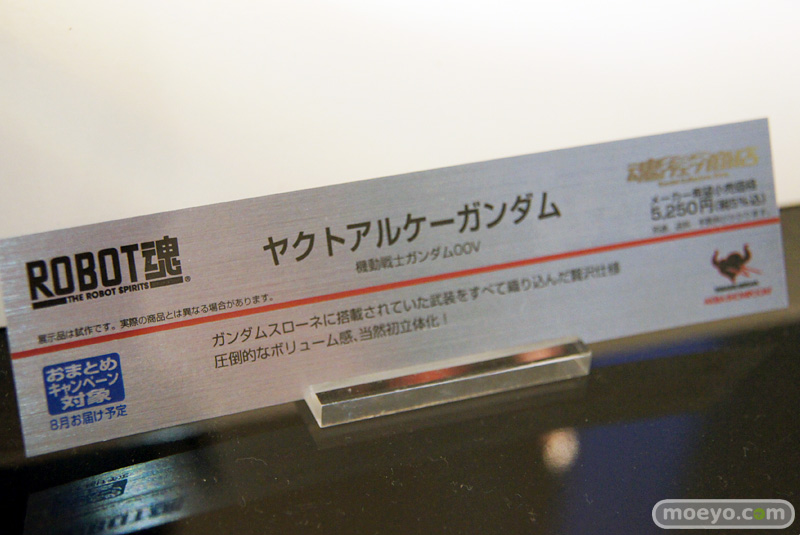 ROBOT魂®
THE ROBOT SPIRITS
ヤクトアルケーガンダム
機動戦士ガンダム00V
魂ウェブ商店
メーカー希望小売価格
5,250円(税5%込)
展示品は試作です。実際の商品とは異なる場合があります。
ガンダムスローネに搭載されていた武装をすべて織り込んだ贅沢仕様
圧倒的なボリューム感、当然初立体化！
おまとめ
キャンペーン
対象
8月お届け予定
moeyo.com